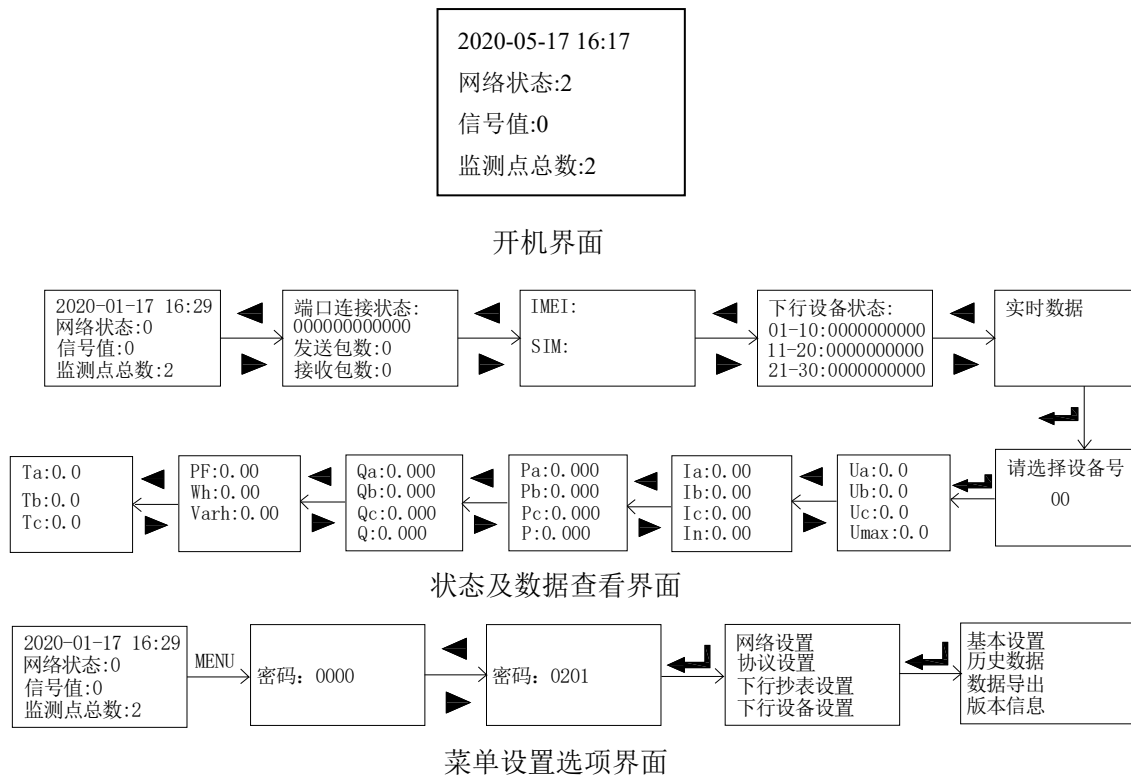 2020-05-17 16:17
网络状态:2
信号值:0
监测点总数:2
开机界面
2020-01-17 16:29
网络状态:0
信号值:0
监测点总数:2
端口连接状态:
000000000000
发送包数:0
接收包数:0
IMEI:
SIM:
下行设备状态:
01-10:0000000000
11-20:0000000000
21-30:0000000000
实时数据
Ta:0.0
Tb:0.0
Tc:0.0
PF:0.00
Wh:0.00
Varh:0.00
Qa:0.000
Qb:0.000
Qc:0.000
Q:0.000
Pa:0.000
Pb:0.000
Pc:0.000
P:0.000
Ia:0.00
Ib:0.00
Ic:0.00
In:0.00
Ua:0.0
Ub:0.0
Uc:0.0
Umax:0.0
请选择设备号
00
状态及数据查看界面
2020-01-17 16:29
网络状态:0
信号值:0
监测点总数:2
MENU
密码：0000
密码：0201
网络设置
协议设置
下行抄表设置
下行设备设置
基本设置
历史数据
数据导出
版本信息
菜单设置选项界面